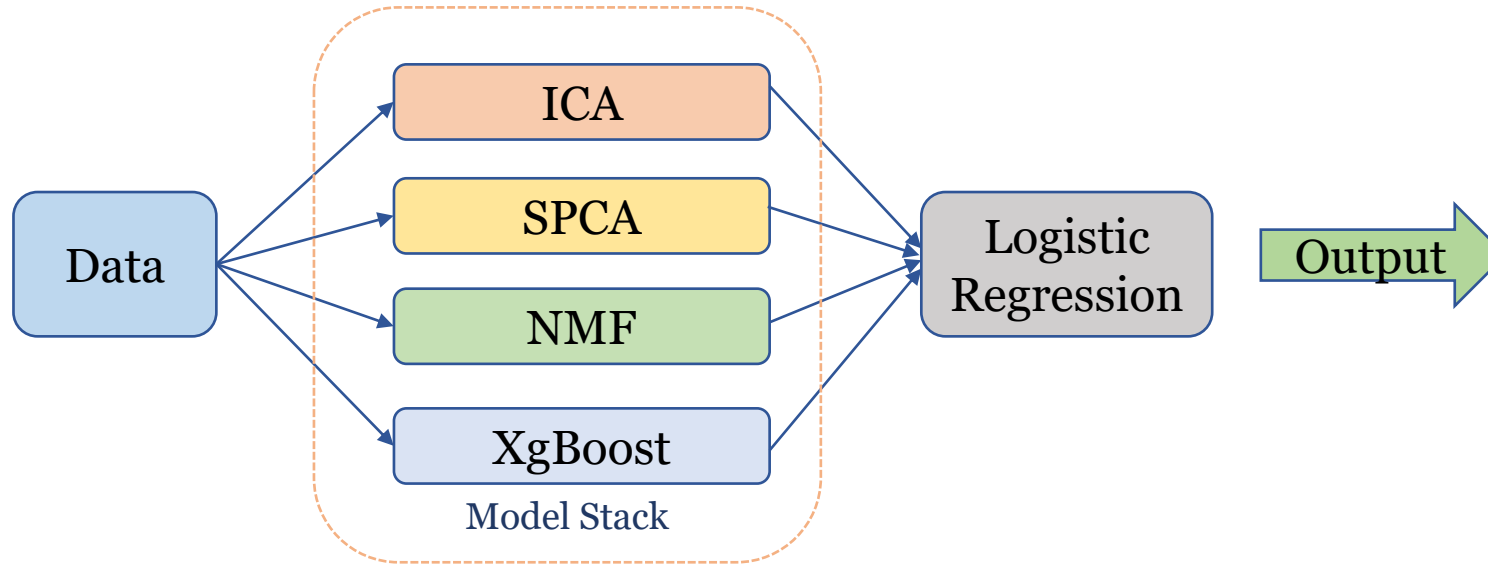 Data
ICA
SPCA
NMF
XgBoost
Model Stack
Logistic
Regression
Output